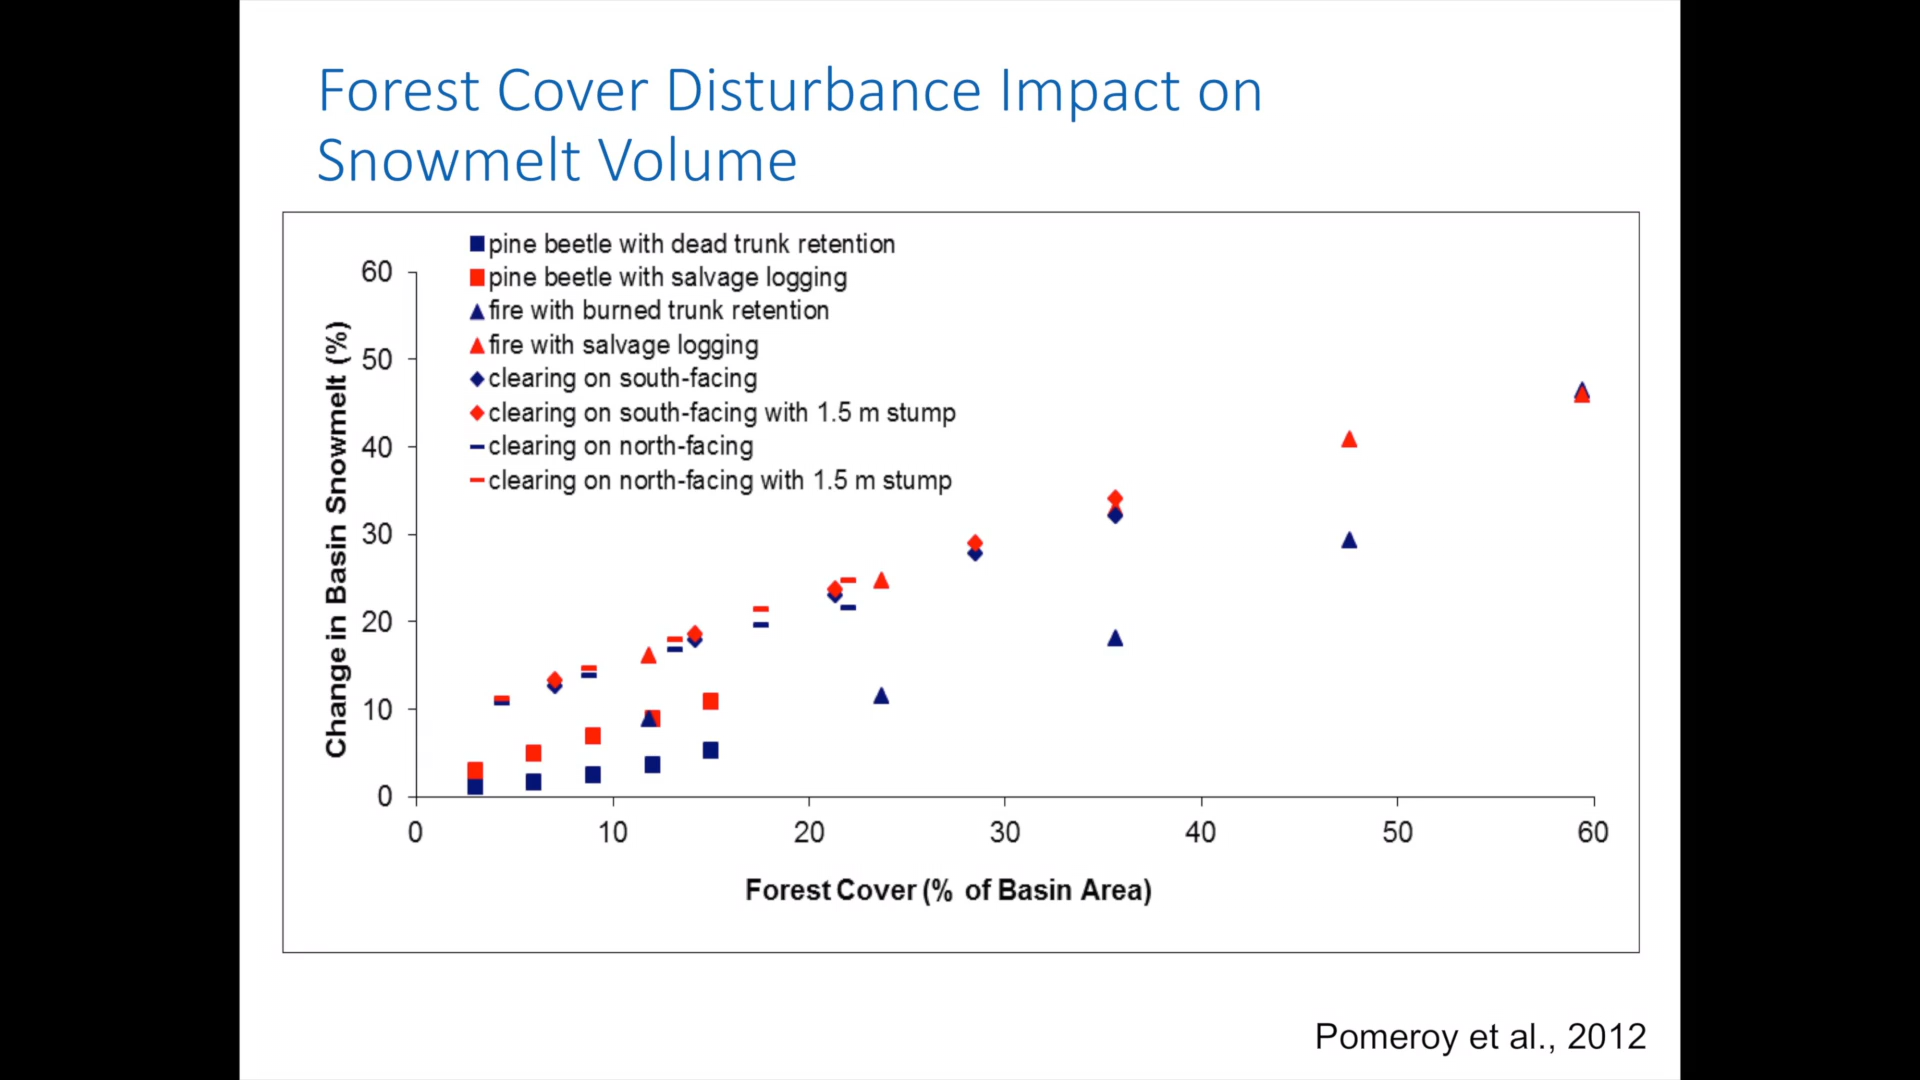 Forest Cover Disturbance Impact on
Snowmelt Volume
pine beetle with dead trunk retention
pine beetle with salvage logging
fire with burned trunk retention
fire with salvage logging
clearing on south-facing
clearing on south-facing with 1.5 m stump
clearing on north-facing
clearing on north-facing with 1.5 m stump
Change in Basin Snowmelt (%)
60
50
40
30
20
10
0
0 10 20 30 40 50 60
Forest Cover (% of Basin Area)
Pomeroy et al., 2012